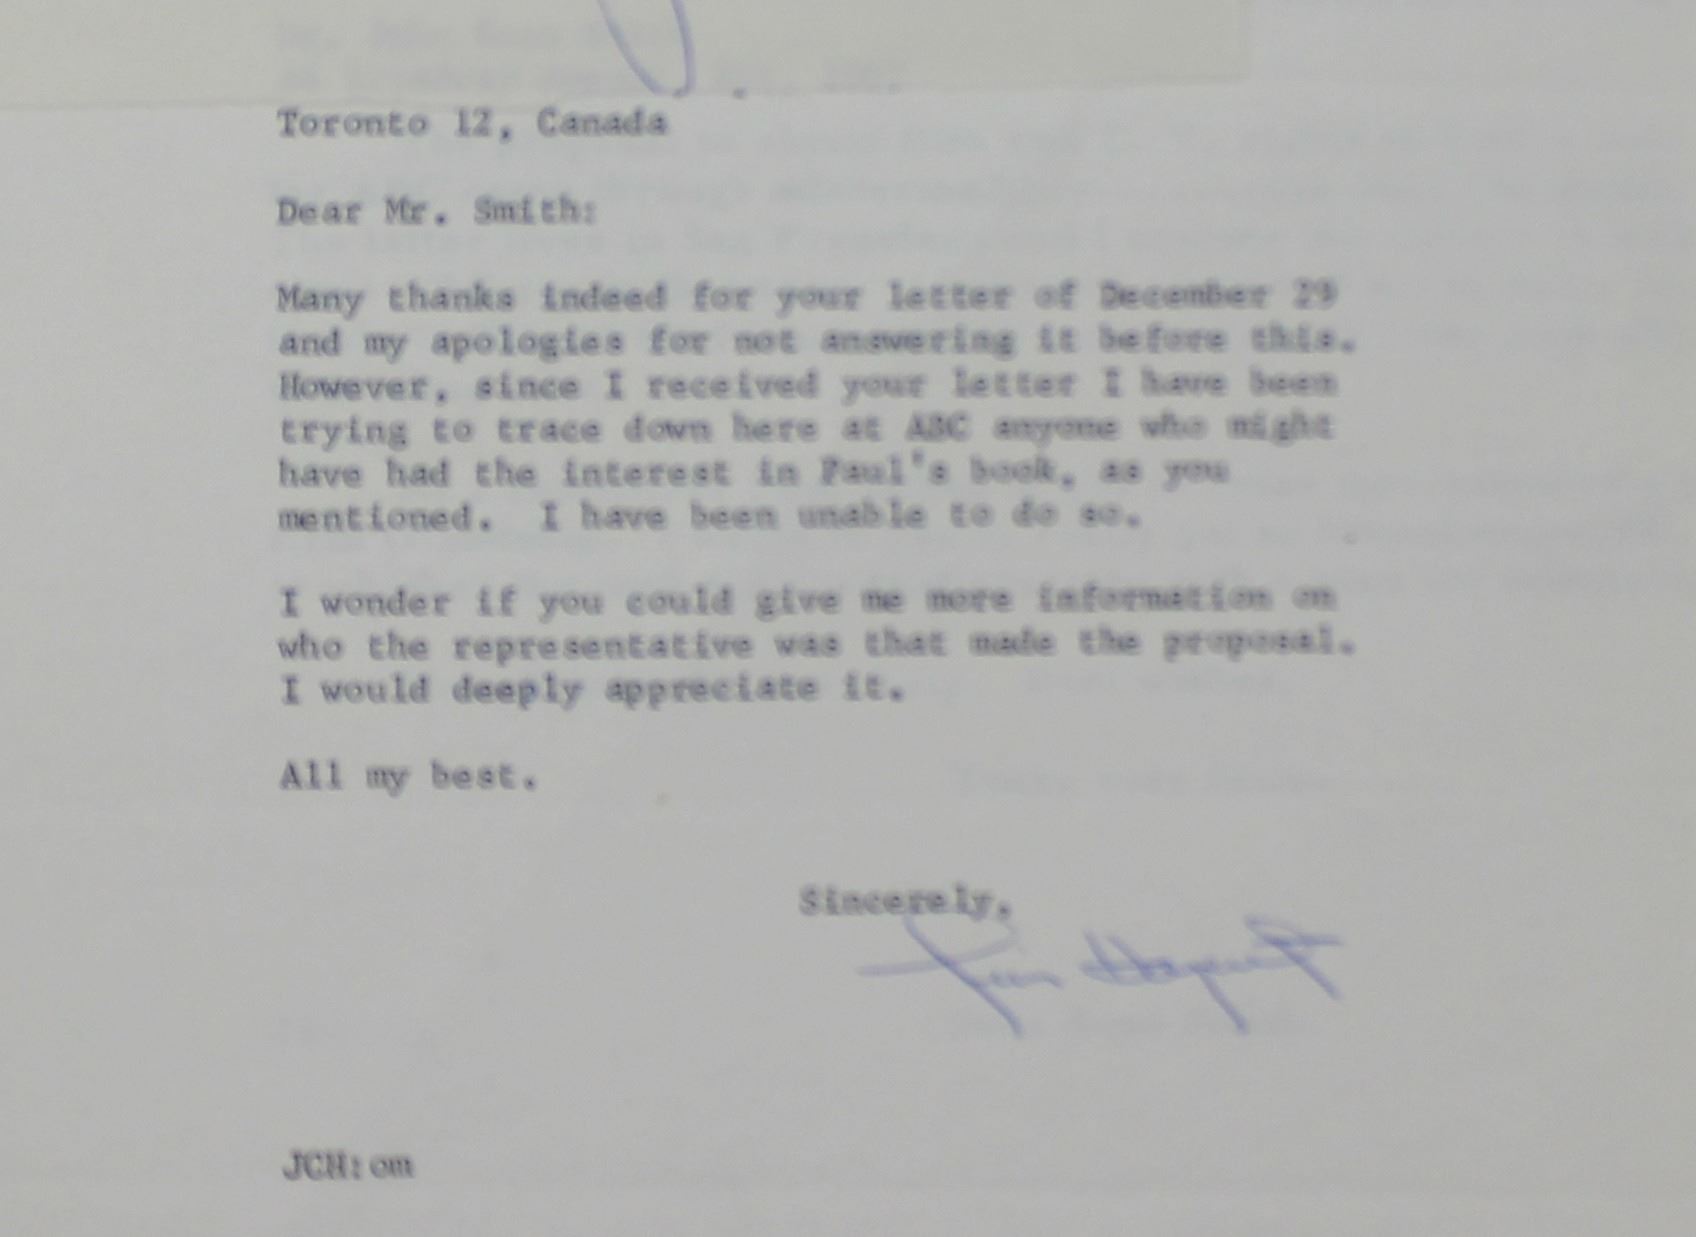 Toronto 12, Canada
Dear Mr. Smith:
Many thanks indeed for your letter of December 29
and my apologies for not answering it before this.
However, since I received your letter I have been
trying to trace down here at ABC anyone who might
have had the interest in Paul's book, as you
mentioned.  I have been unable to do so.
I wonder if you could give me more information on
who the representative was that made the proposal.
I would deeply appreciate it.
All my best.
Sincerely,
JCH:om